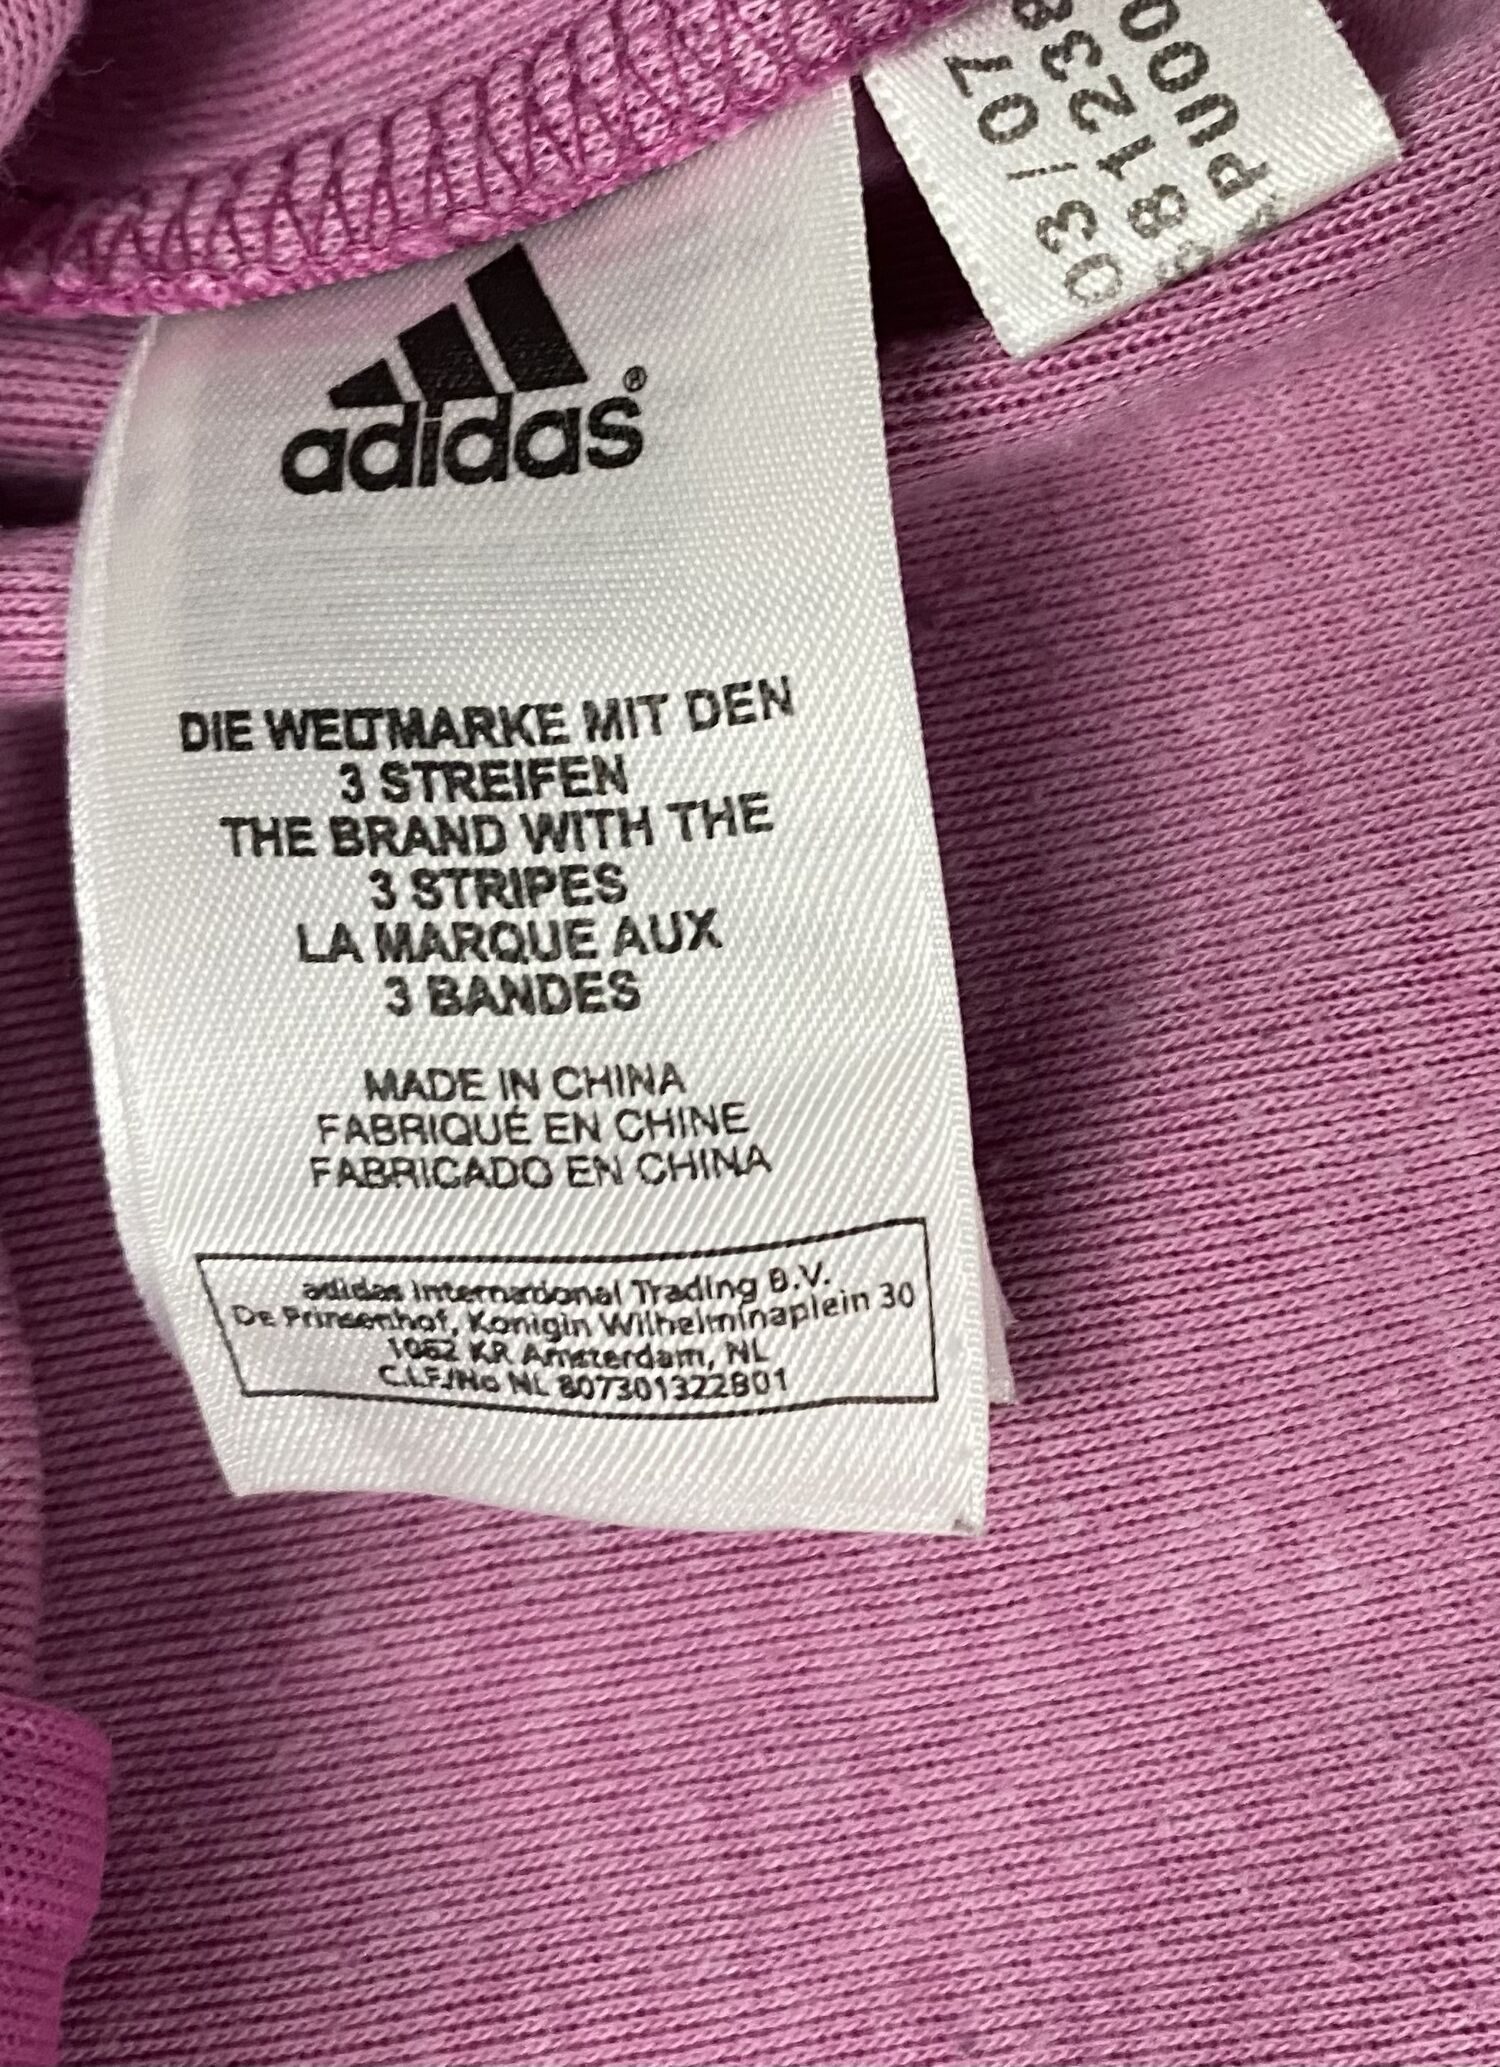 adidas®
DIE WELTMARKE MIT DEN
3 STREIFEN
THE BRAND WITH THE
3 STRIPES
LA MARQUE AUX
3 BANDES
MADE IN CHINA
FABRIQUÉ EN CHINE
FABRICADO EN CHINA
adidas International Trading B.V.
De Prinsenhof, Konigin Wilhelminaplein 30
1062 KR Amsterdam, NL
C.I.F./No NL 807301322B01
03/07